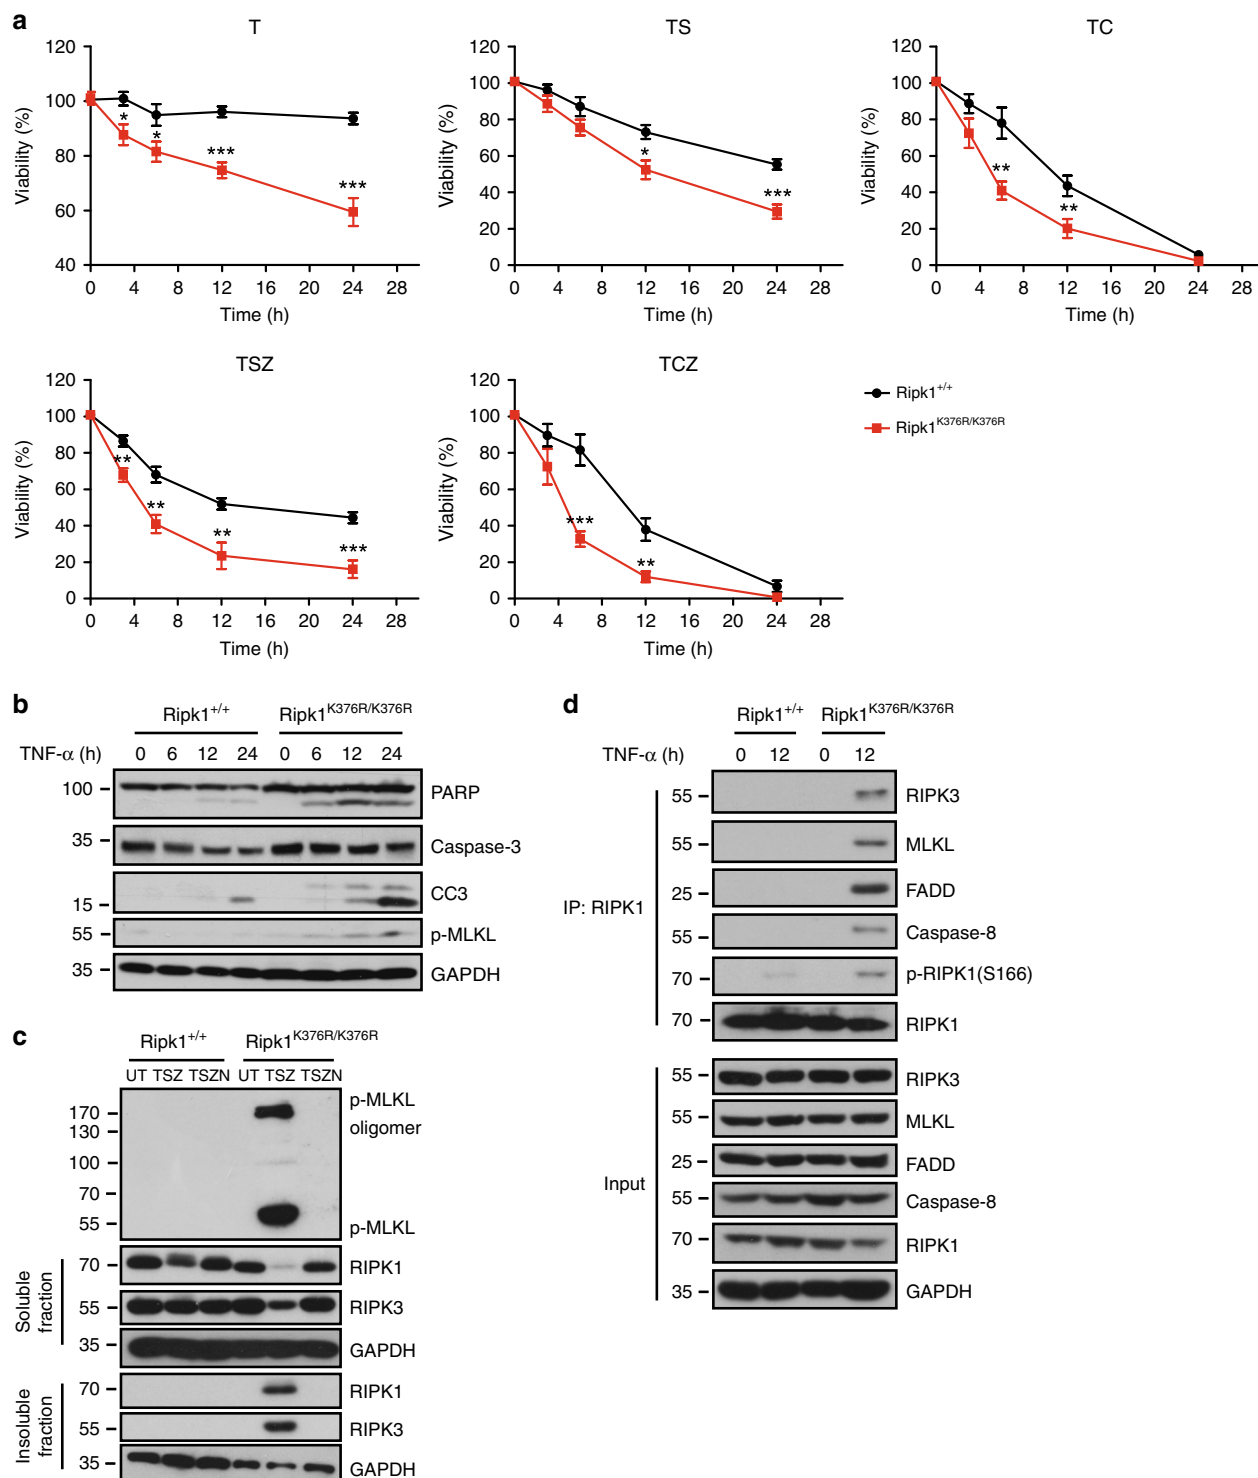 a
T
TS
TC
120
100
80
60
40
Viability (%)
0 4 8 12 16 20 24 28
Time (h)
* * *** ***
120
100
80
60
40
20
0
Viability (%)
0 4 8 12 16 20 24 28
Time (h)
* ***
120
100
80
60
40
20
0
Viability (%)
0 4 8 12 16 20 24 28
Time (h)
** **
TSZ
TCZ
120
100
80
60
40
20
0
Viability (%)
0 4 8 12 16 20 24 28
Time (h)
** ** ** ***
120
100
80
60
40
20
0
Viability (%)
0 4 8 12 16 20 24 28
Time (h)
*** **
Ripk1+/+
Ripk1K376R/K376R
b
Ripk1+/+ Ripk1K376R/K376R
TNF-α (h) 0 6 12 24 0 6 12 24
100 PARP
35 Caspase-3
15 CC3
55 p-MLKL
35 GAPDH
c
Ripk1+/+ Ripk1K376R/K376R
UT TSZ TSZN UT TSZ TSZN
170
130
100
70
55
p-MLKL
oligomer
p-MLKL
Soluble
fraction
70 RIPK1
55 RIPK3
35 GAPDH
Insoluble
fraction
70 RIPK1
55 RIPK3
35 GAPDH
d
Ripk1+/+ Ripk1K376R/K376R
TNF-α (h) 0 12 0 12
IP: RIPK1
55 RIPK3
55 MLKL
25 FADD
55 Caspase-8
70 p-RIPK1(S166)
70 RIPK1
Input
55 RIPK3
55 MLKL
25 FADD
55 Caspase-8
70 RIPK1
35 GAPDH